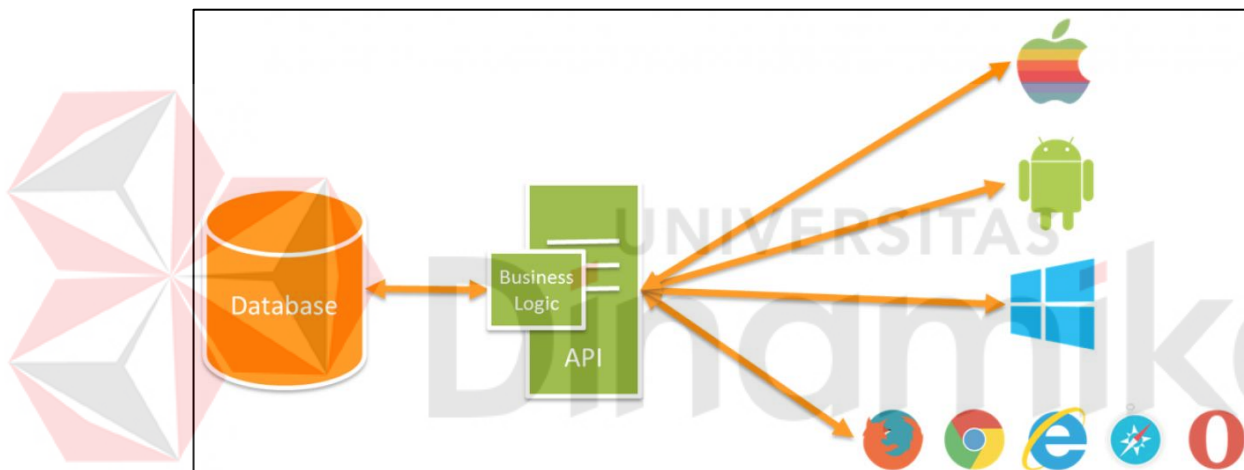 UNIVERSITAS
Dinamika
Database
Business
Logic
API